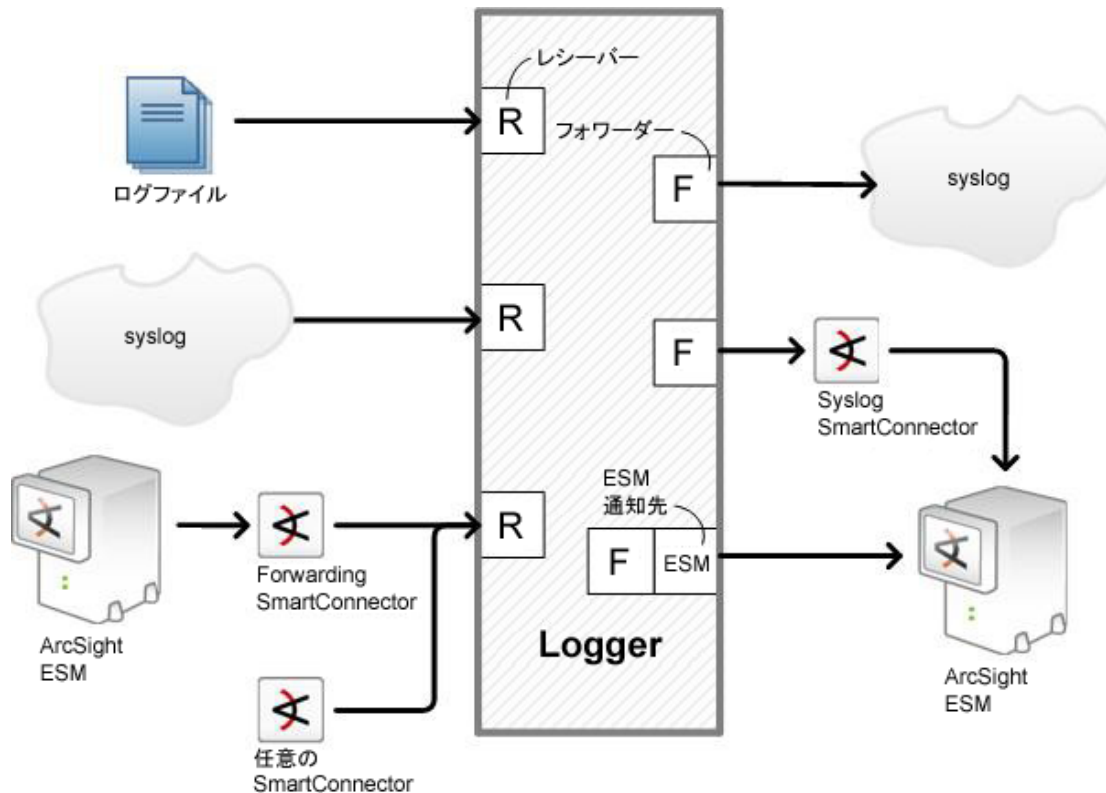 レシーバー
R
フォワーダー
ログファイル
F
syslog
syslog
R
F
Syslog
SmartConnector
ESM
通知先
R
F
ESM
Forwarding
SmartConnector
ArcSight
ESM
Logger
ArcSight
ESM
任意の
SmartConnector